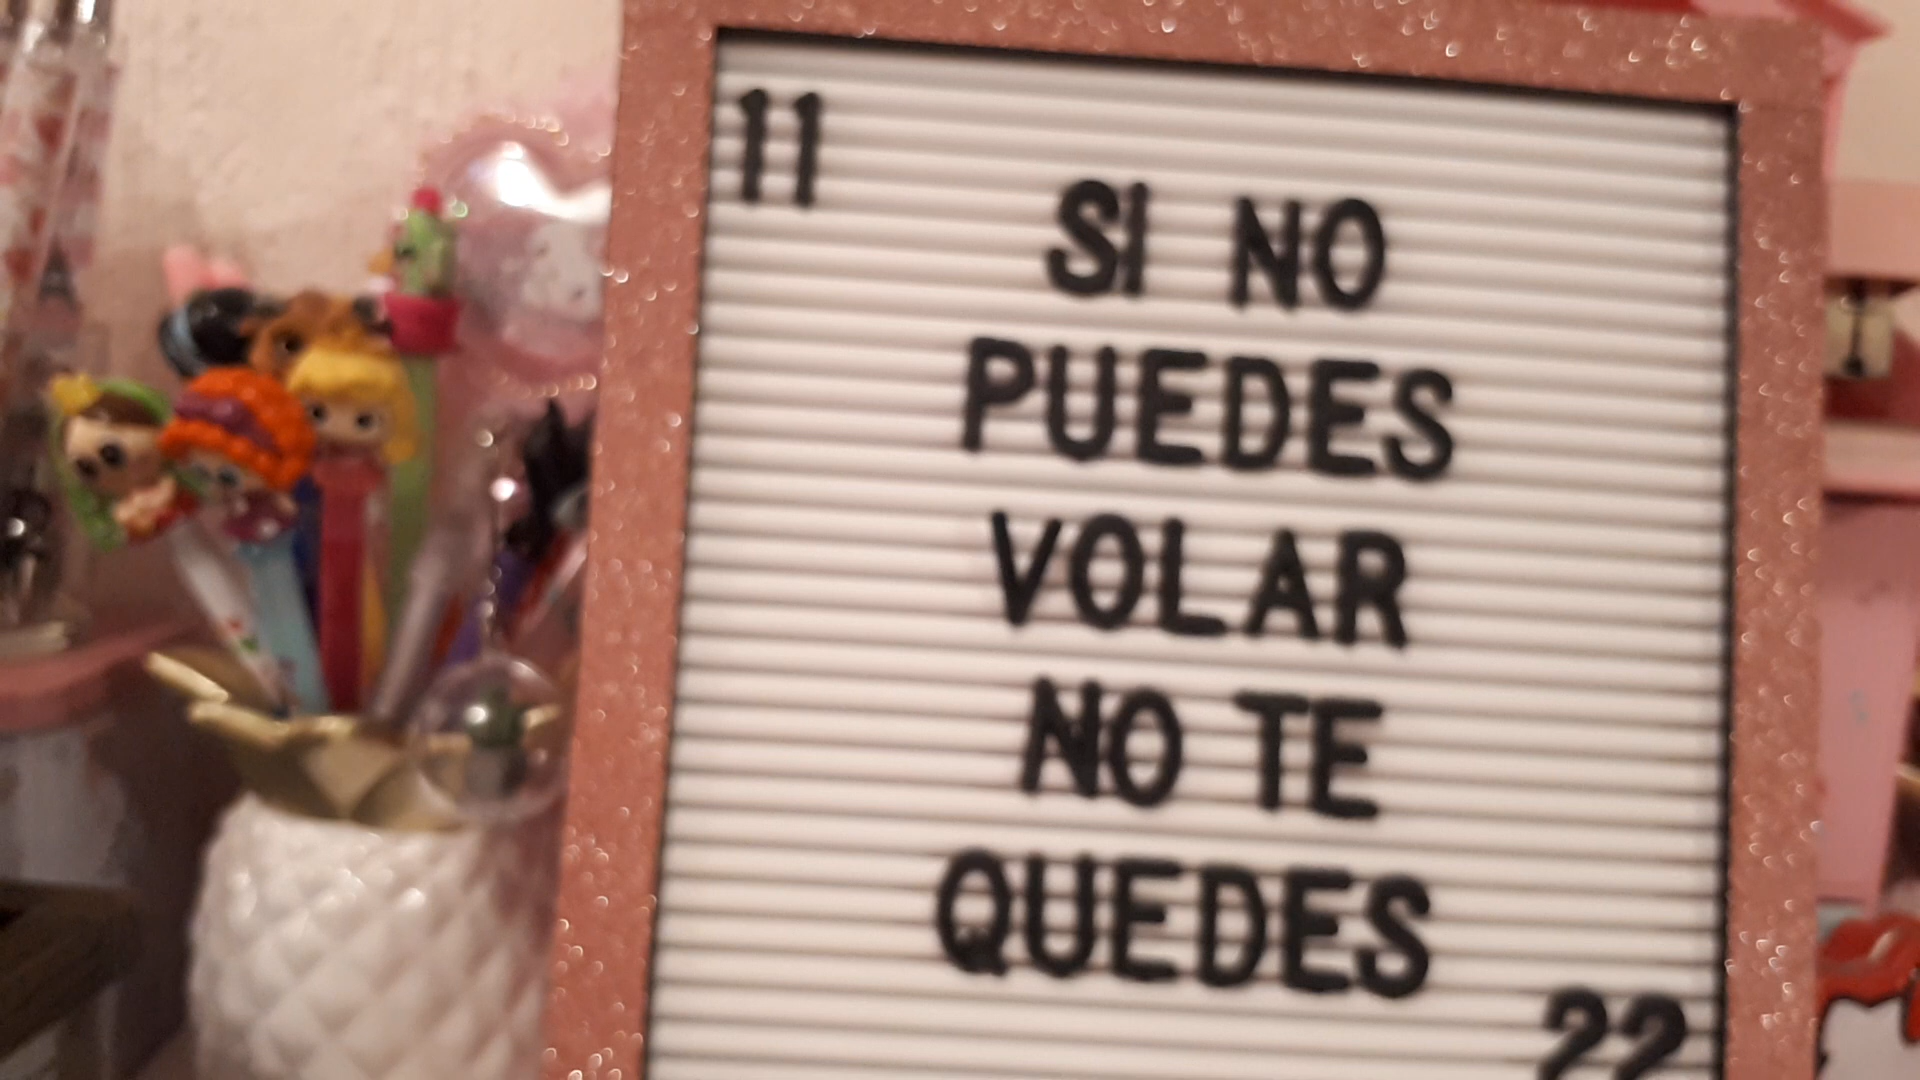 11
SI NO
PUEDES
VOLAR
NO TE
QUEDES
22